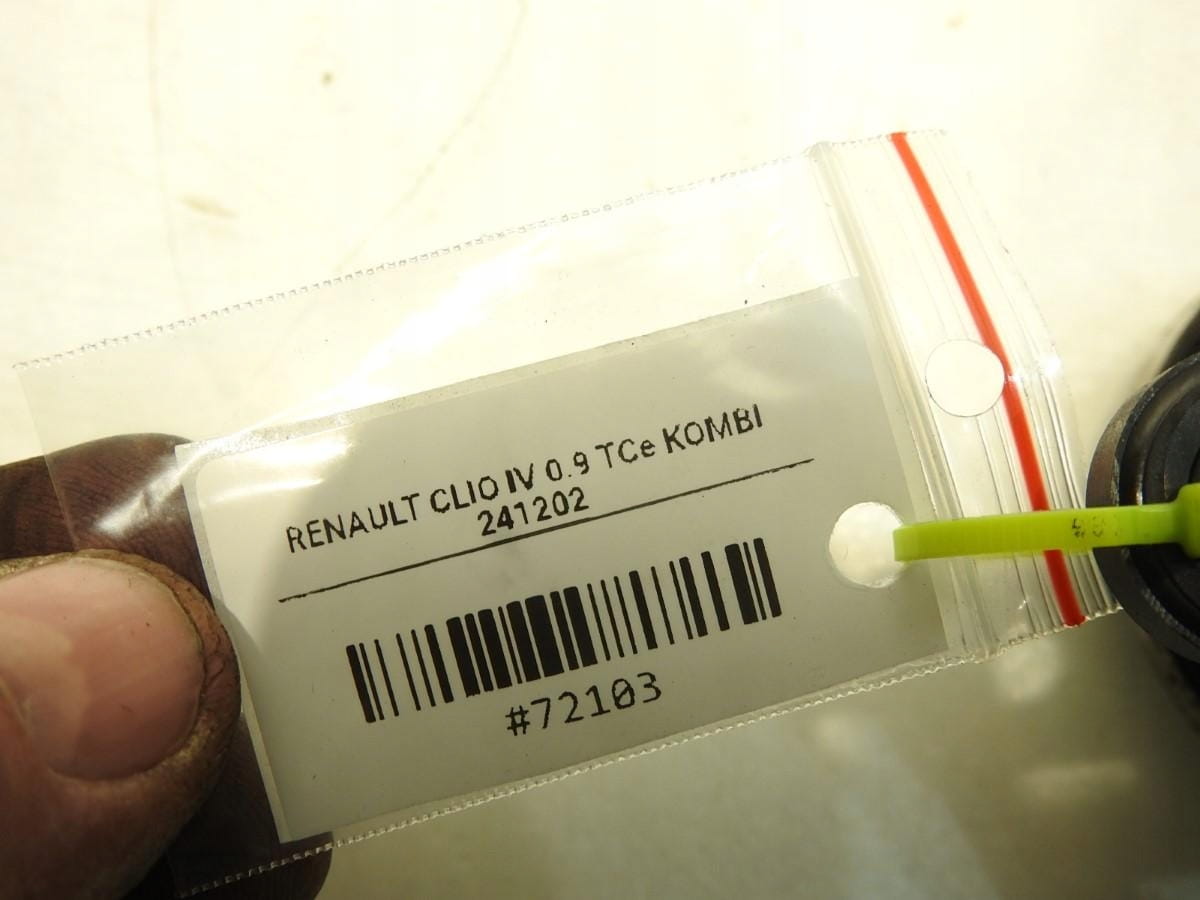 RENAULT CLIO IV 0.9 TCe KOMBI
241202
#72103